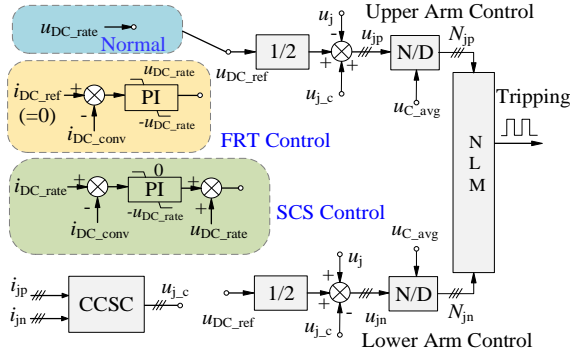 u_j Upper Arm Control
u_DC_rate
Normal
- u_jp N_jp
1/2 N/D
+ +
u_DC_ref
u_j_c u_C_avg
u_DC_rate
i_DC_ref + PI
(=0) - -u_DC_rate
i_DC_conv
FRT Control
Tripping
N
L
M
0
i_DC_rate + PI +
- -u_DC_rate +
i_DC_conv u_DC_rate
SCS Control
u_j u_C_avg
i_jp u_j_c
CCSC
i_jn
+
1/2 + N/D
-
u_DC_ref u_j_c u_jn N_jn
Lower Arm Control